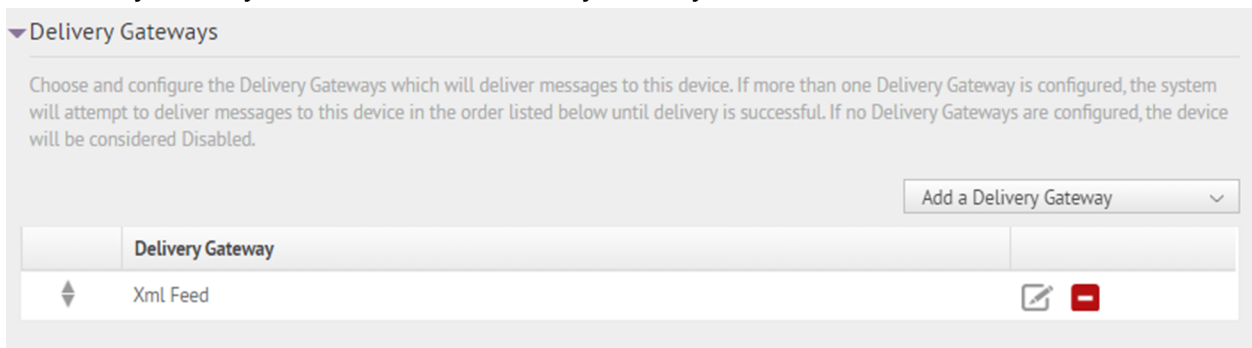 Delivery Gateways
Choose and configure the Delivery Gateways which will deliver messages to this device. If more than one Delivery Gateway is configured, the system
will attempt to deliver messages to this device in the order listed below until delivery is successful. If no Delivery Gateways are configured, the device
will be considered Disabled.
Add a Delivery Gateway
Delivery Gateway
Xml Feed